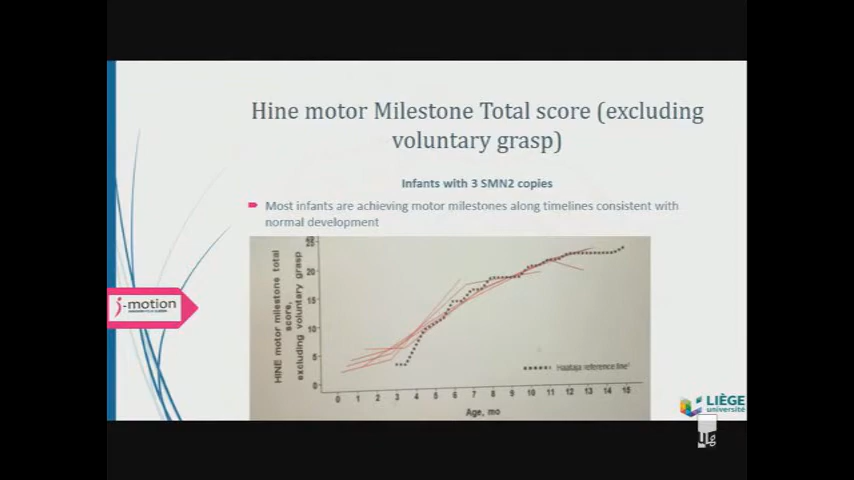 Hine motor Milestone Total score (excluding
voluntary grasp)
Infants with 3 SMN2 copies
Most infants are achieving motor milestones along timelines consistent with
normal development
HINE motor milestone total
score,
excluding voluntary grasp
25
20
15
10
5
0
Haataja reference line
0 1 2 3 4 5 6 7 8 9 10 11 12 13 14 15
Age, mo
i-motion
LIÈGE
université